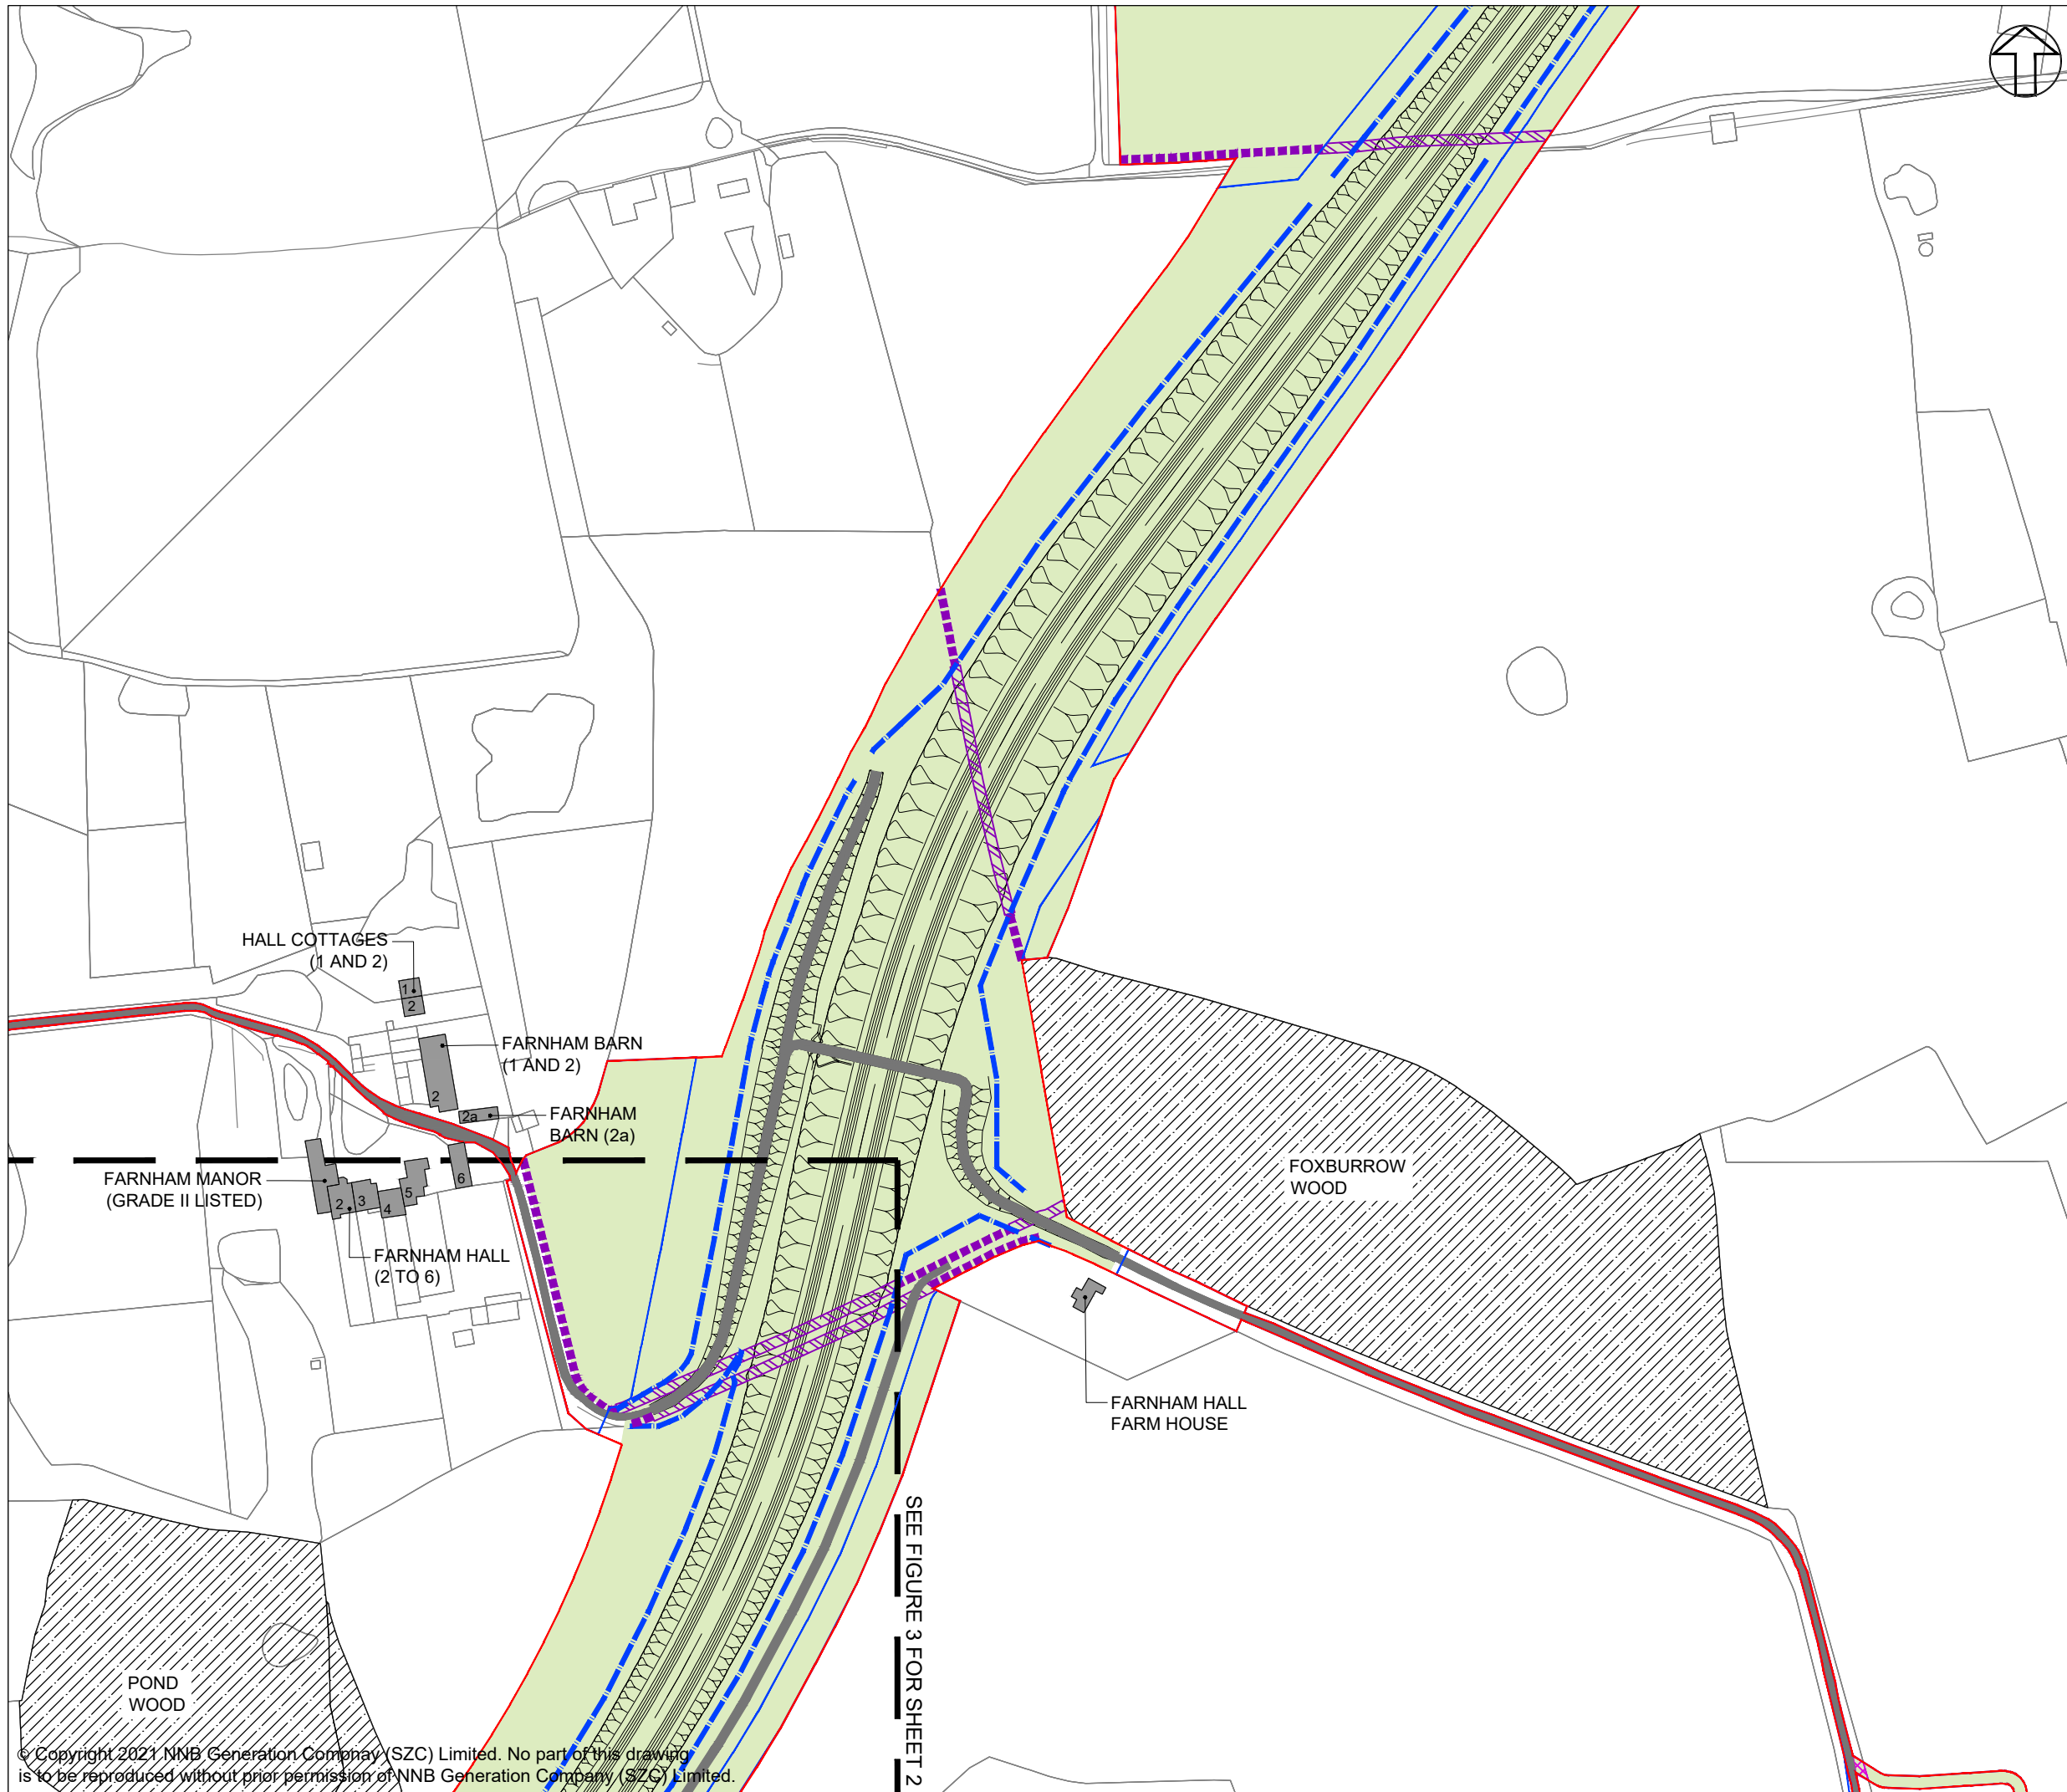 HALL COTTAGES
(1 AND 2)
1
2
FARNHAM BARN
(1 AND 2)
2
2a
FARNHAM
BARN (2a)
FARNHAM MANOR
(GRADE II LISTED)
2
3
4
5
6
FARNHAM HALL
(2 TO 6)
FOXBURROW
WOOD
FARNHAM HALL
FARM HOUSE
SEE FIGURE 3 FOR SHEET 2
POND
WOOD
© Copyright 2021 NNB Generation Compnay (SZC) Limited. No part of this drawing
is to be reproduced without prior permission of NNB Generation Company (SZC) Limited.